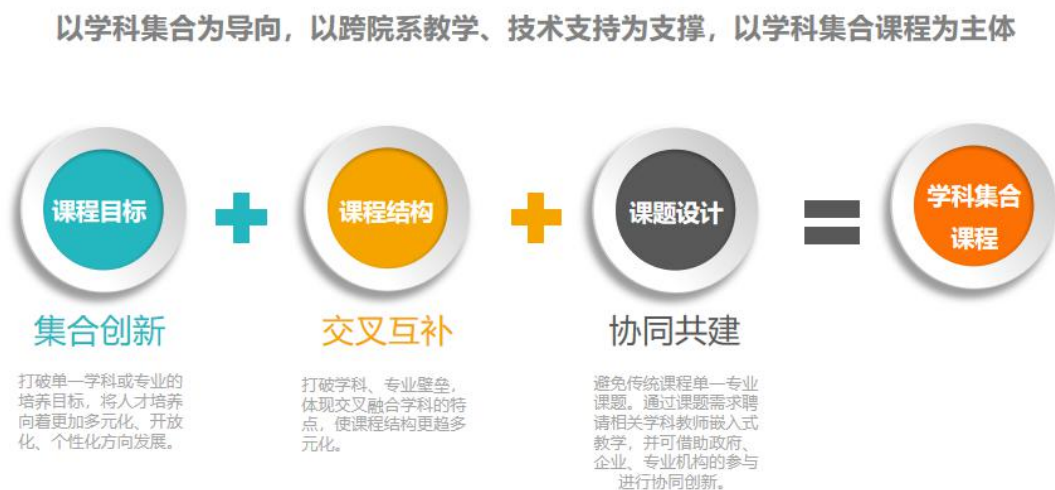 以学科集合为导向，以跨院系教学、技术支持为支撑，以学科集合课程为主体
课程目标
课程结构
课题设计
学科集合
课程
集合创新
交叉互补
协同共建
打破单一学科或专业的
培养目标，将人才培养
向着更加多元化、开放
化、个性化方向发展。
打破学科、专业壁垒，
体现交叉融合学科的特
点，使课程结构更趋多
元化。
避免传统课程单一专业
课题。通过课题需求聘
请相关学科教师嵌入式
教学，并可借助政府、
企业、专业机构的参与
进行协同创新。